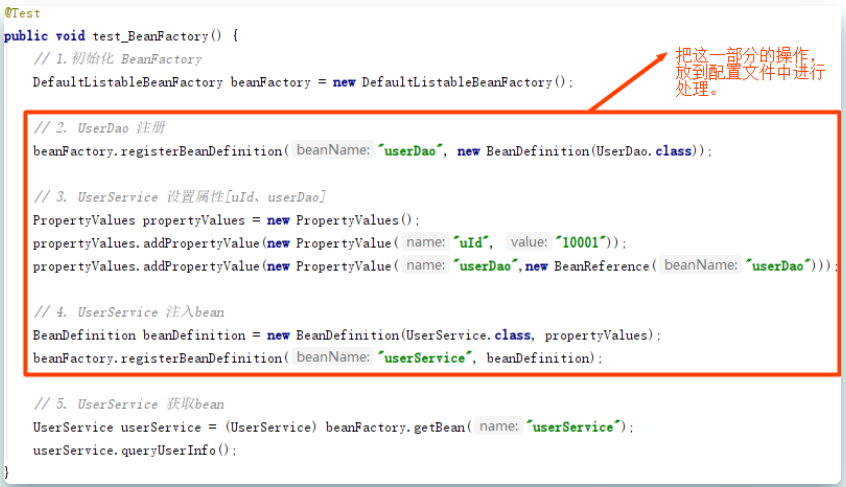 @Test
public void test_BeanFactory() {
// 1.初始化 BeanFactory
DefaultListableBeanFactory beanFactory = new DefaultListableBeanFactory();
把这一部分的操作，
放到配置文件中进行
处理。
// 2. UserDao 注册
beanFactory.registerBeanDefinition( beanName: "userDao", new BeanDefinition(UserDao.class));
// 3. UserService 设置属性[uId、userDao]
PropertyValues propertyValues = new PropertyValues();
propertyValues.addPropertyValue(new PropertyValue( name: "uId", value: "10001"));
propertyValues.addPropertyValue(new PropertyValue( name: "userDao",new BeanReference( beanName: "userDao")));
// 4. UserService 注入bean
BeanDefinition beanDefinition = new BeanDefinition(UserService.class, propertyValues);
beanFactory.registerBeanDefinition( beanName: "userService", beanDefinition);
// 5. UserService 获取bean
UserService userService = (UserService) beanFactory.getBean( name: "userService");
userService.queryUserInfo();
}